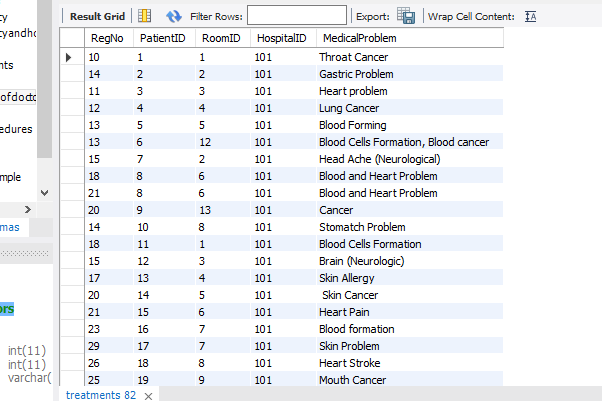 ty
Result Grid Filter Rows: Export: Wrap Cell Content: IA
tyandho
RegNo PatientID RoomID HospitalID MedicalProblem
10 1 1 101 Throat Cancer
nts
14 2 2 101 Gastric Problem
11 3 3 101 Heart problem
ofdocto
12 4 4 101 Lung Cancer
13 5 5 101 Blood Forming
edures
13 6 12 101 Blood Cells Formation, Blood cancer
15 7 2 101 Head Ache (Neurological)
mple
18 8 6 101 Blood and Heart Problem
21 8 6 101 Blood and Heart Problem
20 9 13 101 Cancer
mas
14 10 8 101 Stomatch Problem
18 11 1 101 Blood Cells Formation
15 12 3 101 Brain (Neurologic)
17 13 4 101 Skin Allergy
20 14 5 101 Skin Cancer
ors
21 15 6 101 Heart Pain
23 16 7 101 Blood formation
int(11)
29 17 7 101 Skin Problem
int(11)
26 18 8 101 Heart Stroke
varchar(
25 19 9 101 Mouth Cancer
treatments 82